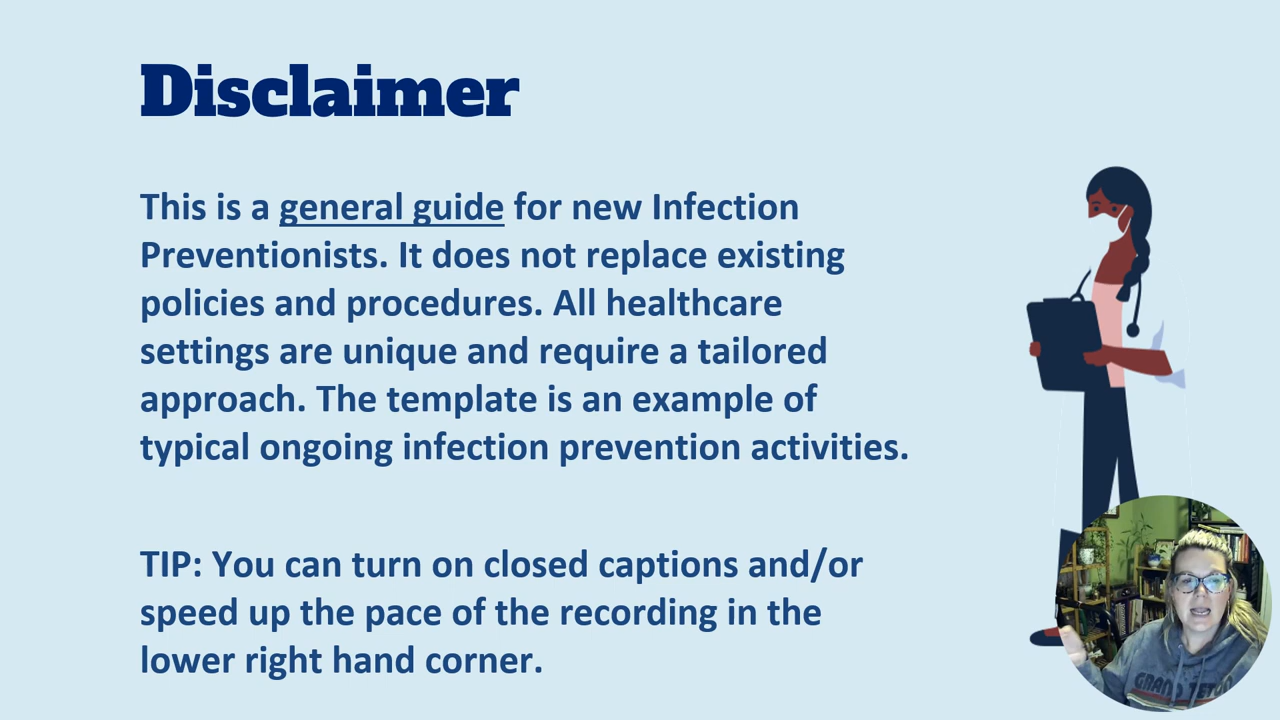 Disclaimer
This is a general guide for new Infection
Preventionists. It does not replace existing
policies and procedures. All healthcare
settings are unique and require a tailored
approach. The template is an example of
typical ongoing infection prevention activities.
TIP: You can turn on closed captions and/or
speed up the pace of the recording in the
lower right hand corner.
GRAND TETON